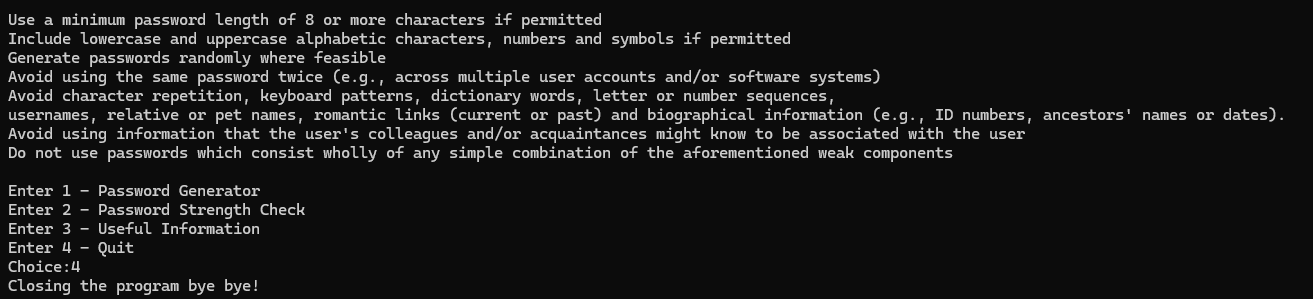 Use a minimum password length of 8 or more characters if permitted
Include lowercase and uppercase alphabetic characters, numbers and symbols if permitted
Generate passwords randomly where feasible
Avoid using the same password twice (e.g., across multiple user accounts and/or software systems)
Avoid character repetition, keyboard patterns, dictionary words, letter or number sequences,
usernames, relative or pet names, romantic links (current or past) and biographical information (e.g., ID numbers, ancestors' names or dates).
Avoid using information that the user's colleagues and/or acquaintances might know to be associated with the user
Do not use passwords which consist wholly of any simple combination of the aforementioned weak components
Enter 1 - Password Generator
Enter 2 - Password Strength Check
Enter 3 - Useful Information
Enter 4 - Quit
Choice:4
Closing the program bye bye!